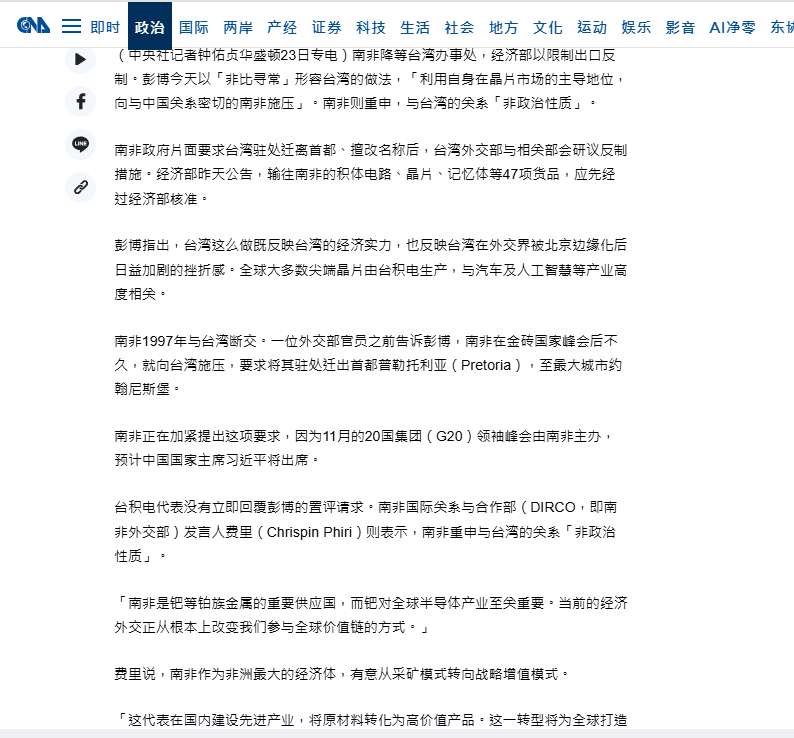 CNA 即时 政治 国际 两岸 产经 证券 科技 生活 社会 地方 文化 运动 娱乐 影音 AI净零 东协
（中央社记者钟佑贞华盛顿23日专电）南非降等台湾办事处，经济部以限制出口反
制。彭博今天以「非比寻常」形容台湾的做法，「利用自身在晶片市场的主导地位，
向与中国关系密切的南非施压」。南非则重申，与台湾的关系「非政治性质」。
LINE
南非政府片面要求台湾驻处迁离首都、擅改名称后，台湾外交部与相关部会研议反制
措施。经济部昨天公告，输往南非的积体电路、晶片、记忆体等47项货品，应先经
过经济部核准。
彭博指出，台湾这么做既反映台湾的经济实力，也反映台湾在外交界被北京边缘化后
日益加剧的挫折感。全球大多数尖端晶片由台积电生产，与汽车及人工智慧等产业高
度相关。
南非1997年与台湾断交。一位外交部官员之前告诉彭博，南非在金砖国家峰会后不
久，就向台湾施压，要求将其驻处迁出首都普勒托利亚（Pretoria），至最大城市约
翰尼斯堡。
南非正在加紧提出这项要求，因为11月的20国集团（G20）领袖峰会由南非主办，
预计中国国家主席习近平将出席。
台积电代表没有立即回覆彭博的置评请求。南非国际关系与合作部（DIRCO，即南
非外交部）发言人费里（Chrispin Phiri）则表示，南非重申与台湾的关系「非政治
性质」。
「南非是钯等铂族金属的重要供应国，而钯对全球半导体产业至关重要。当前的经济
外交正从根本上改变我们参与全球价值链的方式。」
费里说，南非作为非洲最大的经济体，有意从采矿模式转向战略增值模式。
「这代表在国内建设先进产业，将原材料转化为高价值产品。这一转型将为全球打造